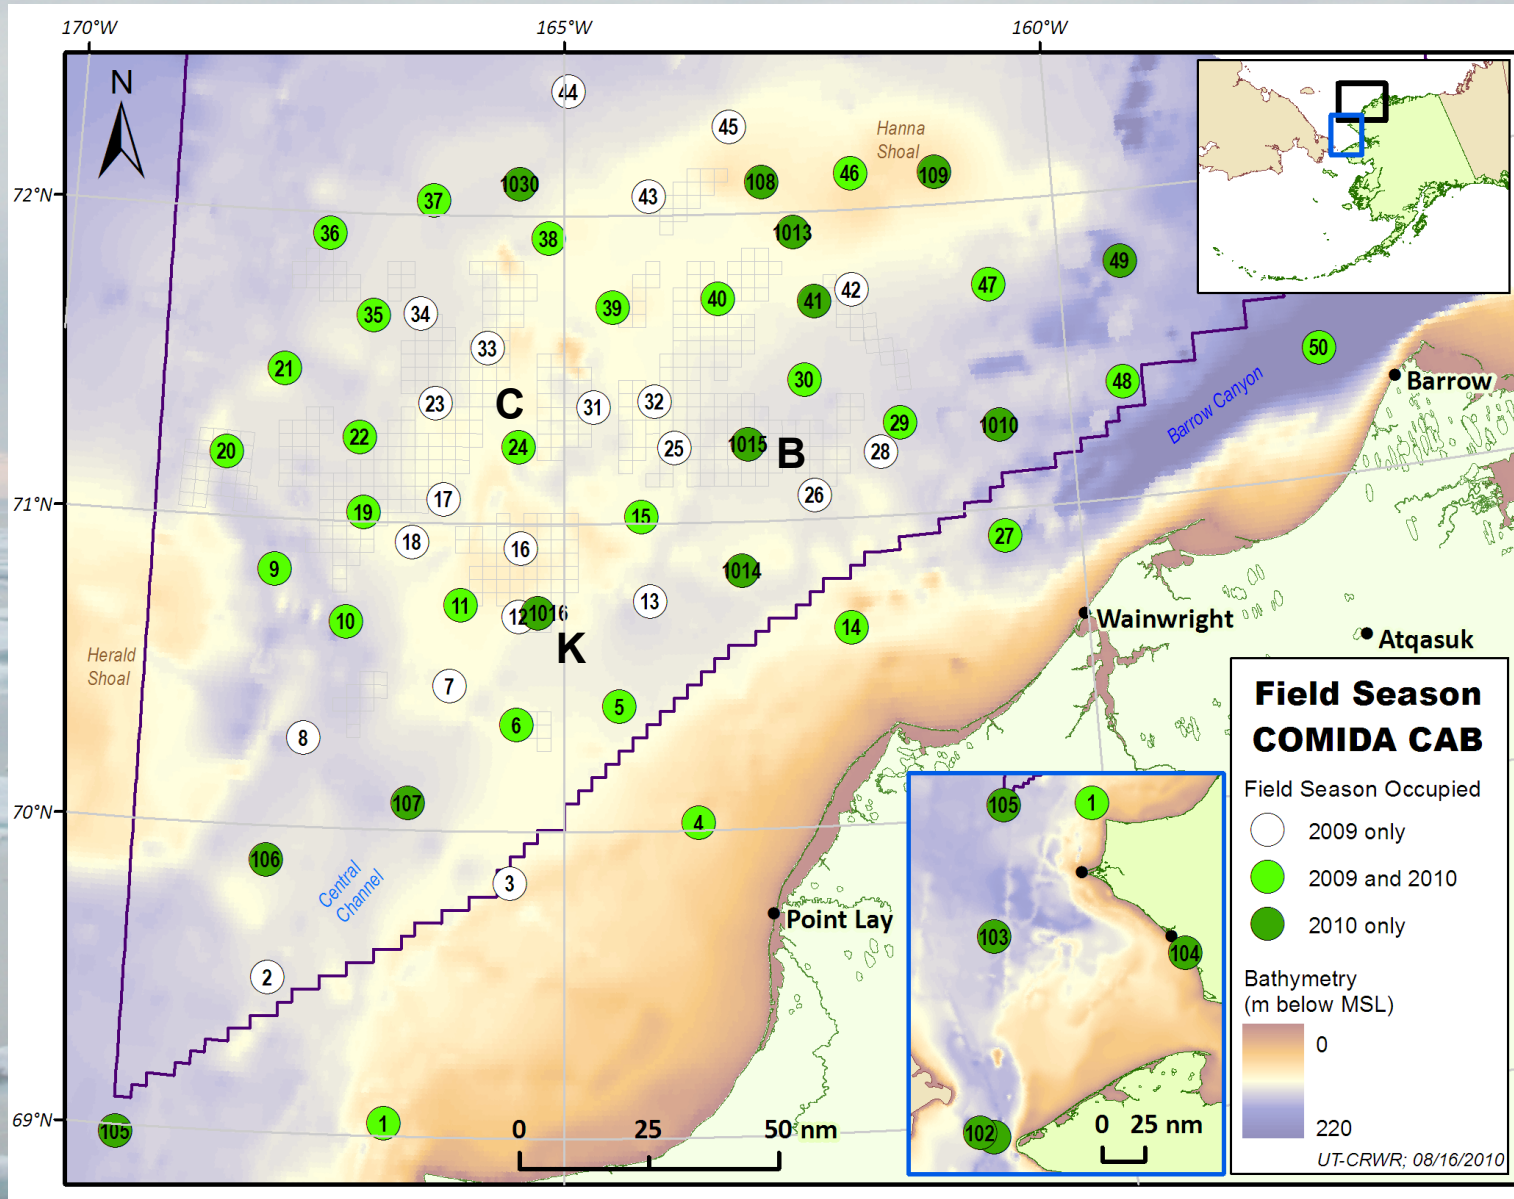 170°W
165°W
160°W
N
44
45
Hanna
Shoal
72°N
37
1030
43
108
46
109
36
38
1013
49
35
34
39
40
41
42
47
33
21
30
48
50
Barrow
23
C
31
32
29
1010
Barrow Canyon
20
22
24
25
1015
B
28
71°N
17
26
19
15
18
16
27
9
1014
11
13
10
12
1016
14
Wainwright
Atqasuk
K
Herald
Shoal
7
5
6
8
107
70°N
4
106
3
Central
Channel
Point Lay
2
69°N
105
1
0 25 50 nm
105
1
103
104
102
0 25 nm
Field Season
COMIDA CAB
Field Season Occupied
2009 only
2009 and 2010
2010 only
Bathymetry
(m below MSL)
0
220
UT-CRWR; 08/16/2010